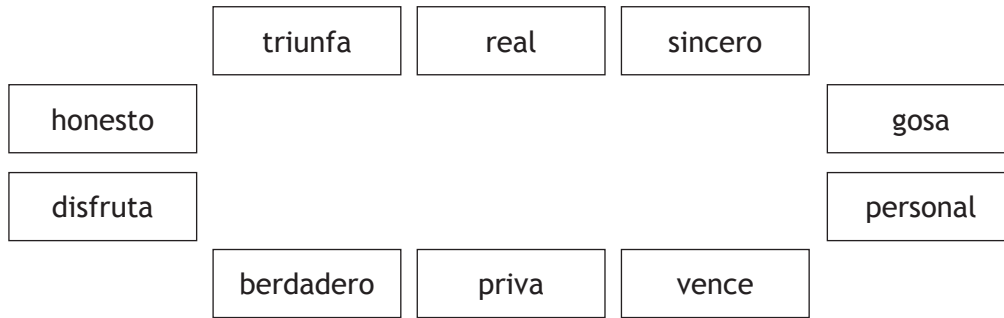 triunfa real sincero
honesto gosa
disfruta personal
berdadero priva vence